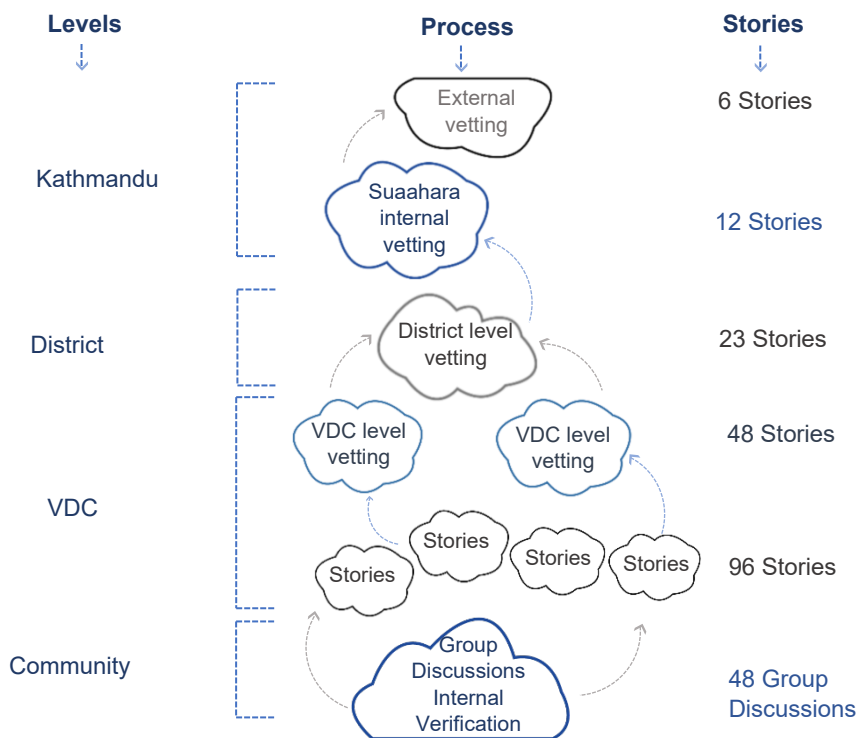 Levels
Process
Stories
External
vetting
6 Stories
Kathmandu
Suaahara
internal
vetting
12 Stories
District
District level
vetting
23 Stories
VDC level
vetting
VDC level
vetting
48 Stories
VDC
Stories
Stories
Stories
Stories
96 Stories
Community
Group
Discussions
Internal
Verification
48 Group
Discussions